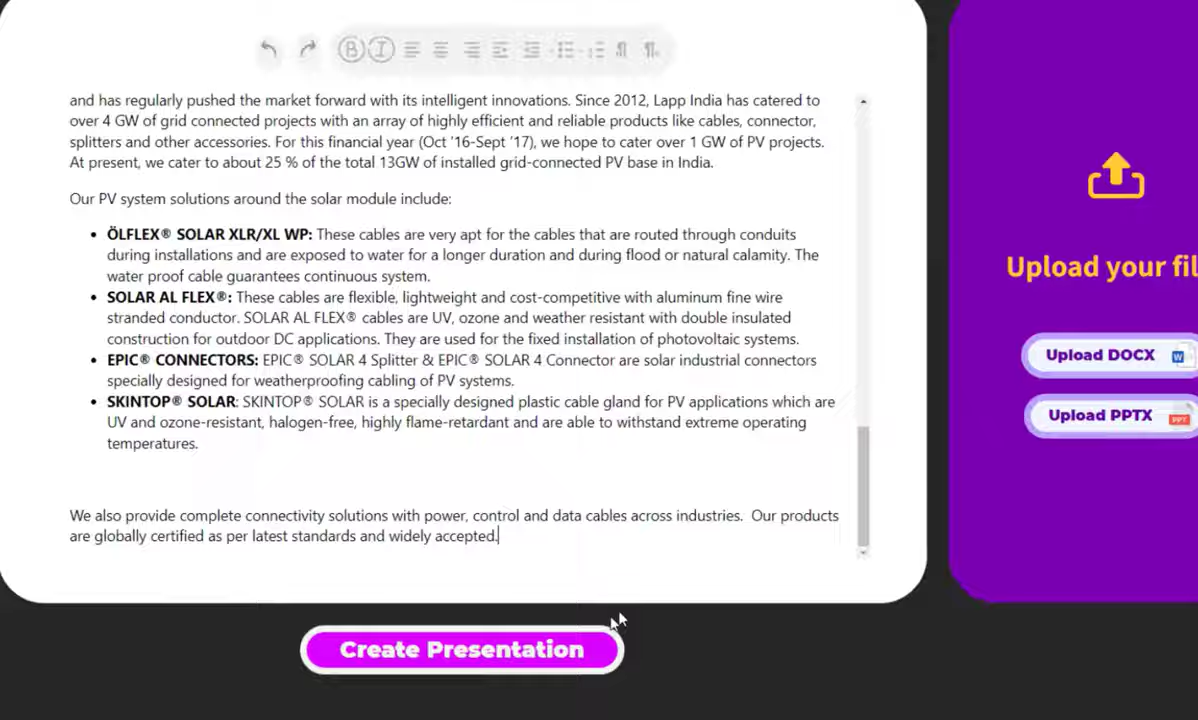 and has regularly pushed the market forward with its intelligent innovations. Since 2012, Lapp India has catered to
over 4 GW of grid connected projects with an array of highly efficient and reliable products like cables, connector,
splitters and other accessories. For this financial year (Oct '16-Sept '17), we hope to cater over 1 GW of PV projects.
At present, we cater to about 25 % of the total 13GW of installed grid-connected PV base in India.
Our PV system solutions around the solar module include:
• ÖLFLEX® SOLAR XLR/XL WP: These cables are very apt for the cables that are routed through conduits
during installations and are exposed to water for a longer duration and during flood or natural calamity. The
water proof cable guarantees continuous system.
• SOLAR AL FLEX®: These cables are flexible, lightweight and cost-competitive with aluminum fine wire
stranded conductor. SOLAR AL FLEX® cables are UV, ozone and weather resistant with double insulated
construction for outdoor DC applications. They are used for the fixed installation of photovoltaic systems.
• EPIC® CONNECTORS: EPIC® SOLAR 4 Splitter & EPIC® SOLAR 4 Connector are solar industrial connectors
specially designed for weatherproofing cabling of PV systems.
• SKINTOP® SOLAR: SKINTOP® SOLAR is a specially designed plastic cable gland for PV applications which are
UV and ozone-resistant, halogen-free, highly flame-retardant and are able to withstand extreme operating
temperatures.
We also provide complete connectivity solutions with power, control and data cables across industries.  Our products
are globally certified as per latest standards and widely accepted.
Create Presentation
Upload your fil
Upload DOCX W
Upload PPTX PPT